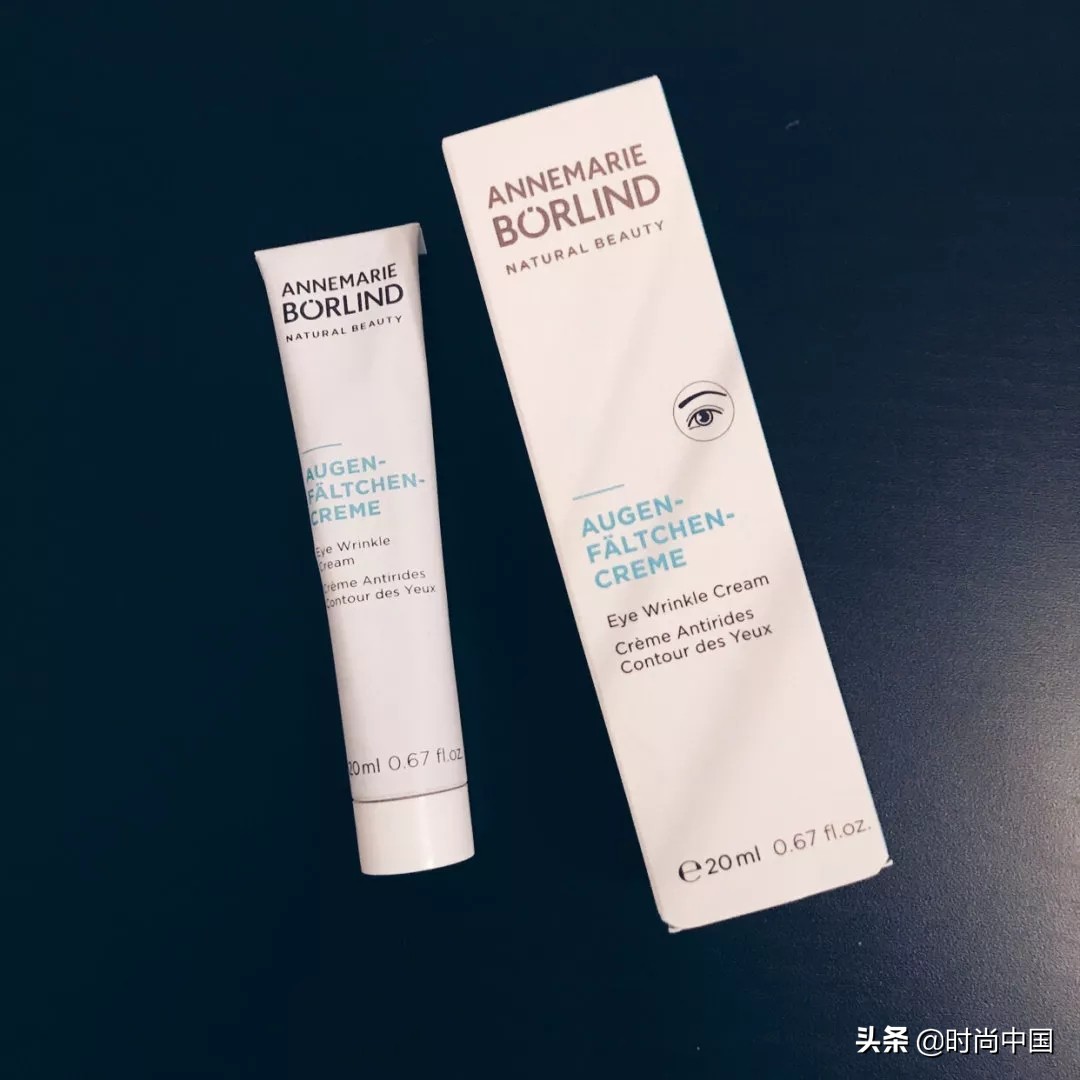 ANNEMARIE
BÖRLIND
NATURAL BEAUTY
AUGEN-
FÄLTCHEN-
CREME
Eye Wrinkle
Cream
Crème Antirides
Contour des Yeux
20ml 0.67 fl.oz
ANNEMARIE
BÖRLIND
NATURAL BEAUTY
AUGEN-
FÄLTCHEN-
CREME
Eye Wrinkle Cream
Crème Antirides
Contour des Yeux
℮20ml 0.67 fl.oz.
头条 @时尚中国